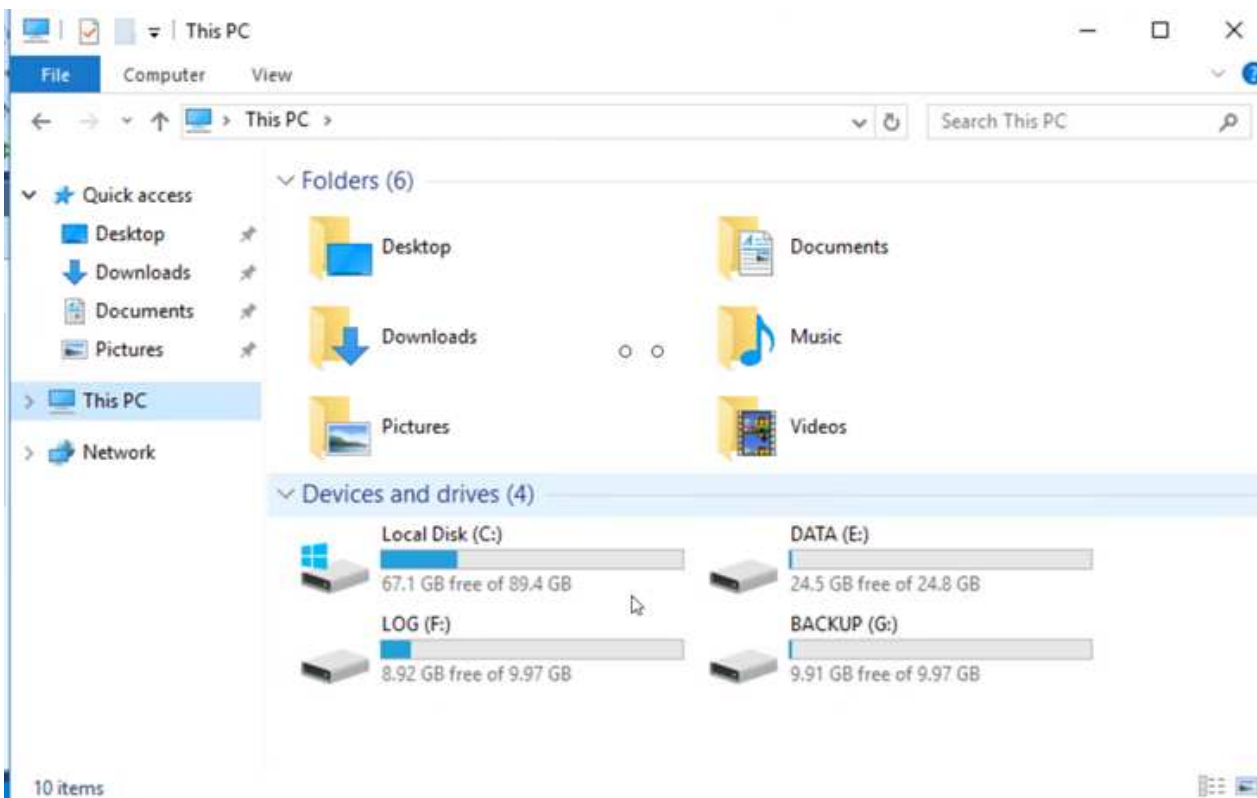 This PC
File Computer View
This PC
Search This PC
Quick access
Desktop
Downloads
Documents
Pictures
This PC
Network
Folders (6)
Desktop
Documents
Downloads
Music
Pictures
Videos
Devices and drives (4)
Local Disk (C:)
67.1 GB free of 89.4 GB
DATA (E:)
24.5 GB free of 24.8 GB
LOG (F:)
8.92 GB free of 9.97 GB
BACKUP (G:)
9.91 GB free of 9.97 GB
10 items